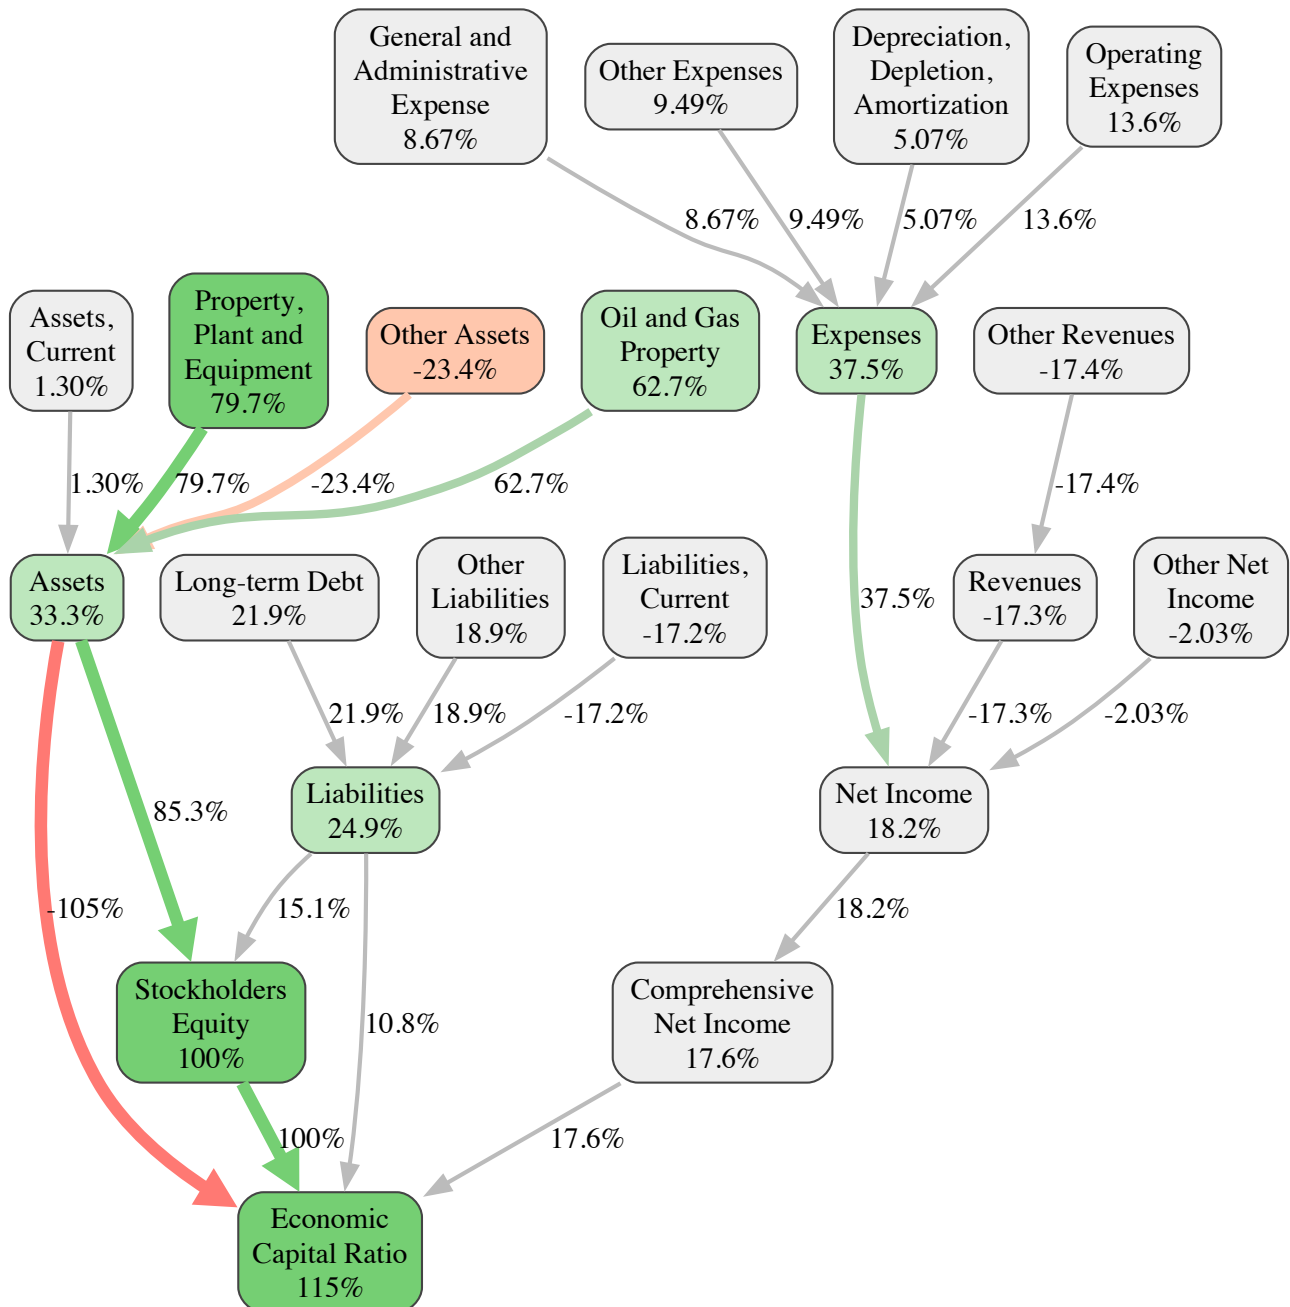 General and
Administrative
Expense
8.67%
Other Expenses
9.49%
Depreciation,
Depletion,
Amortization
5.07%
Operating
Expenses
13.6%
8.67%
9.49%
5.07%
13.6%
Assets,
Current
1.30%
Property,
Plant and
Equipment
79.7%
Other Assets
-23.4%
Oil and Gas
Property
62.7%
Expenses
37.5%
Other Revenues
-17.4%
1.30%
79.7%
-23.4%
62.7%
-17.4%
Assets
33.3%
Long-term Debt
21.9%
Other
Liabilities
18.9%
Liabilities,
Current
-17.2%
37.5%
Revenues
-17.3%
Other Net
Income
-2.03%
21.9%
18.9%
-17.2%
-17.3%
-2.03%
85.3%
Liabilities
24.9%
Net Income
18.2%
-105%
15.1%
18.2%
Stockholders
Equity
100%
10.8%
Comprehensive
Net Income
17.6%
100%
17.6%
Economic
Capital Ratio
115%